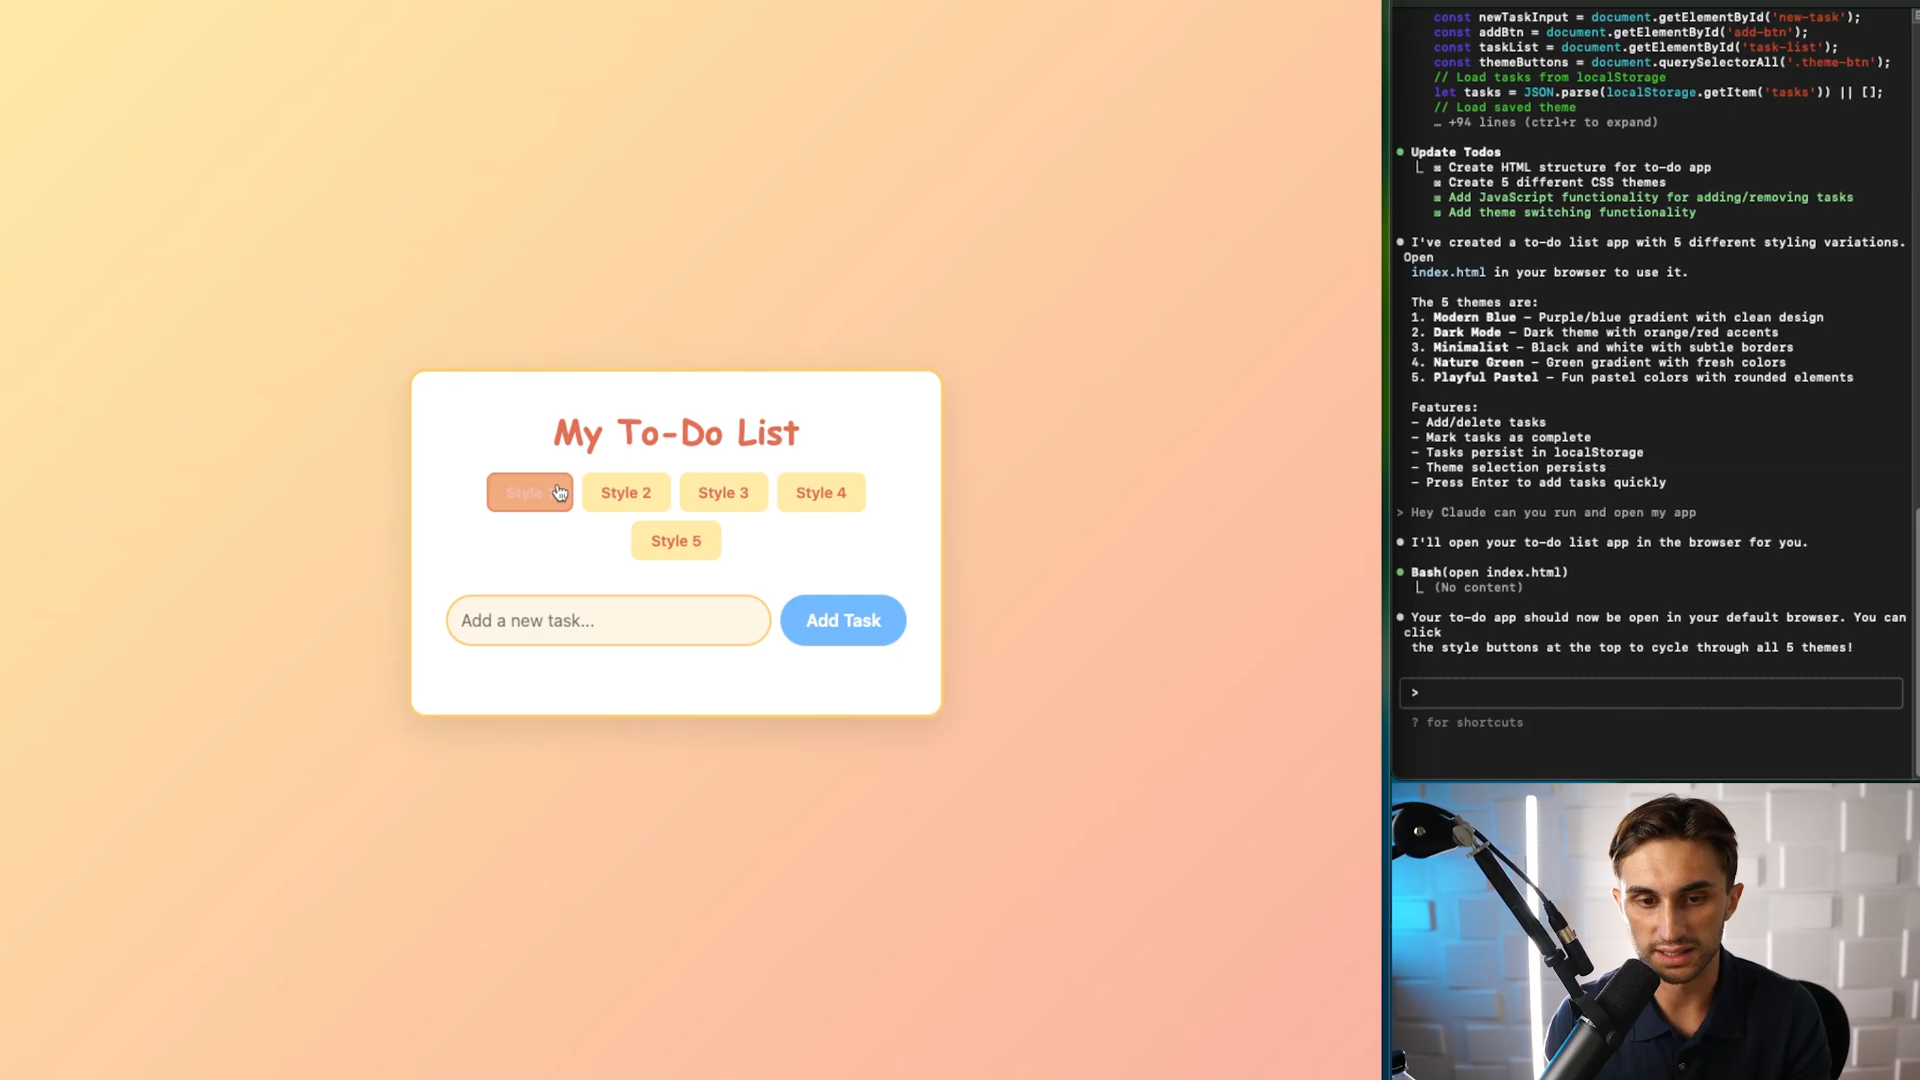 My To-Do List
Style
Style 2
Style 3
Style 4
Style 5
Add a new task...
Add Task
const newTaskInput = document.getElementById('new-task');
const addBtn = document.getElementById('add-btn');
const taskList = document.getElementById('task-list');
const themeButtons = document.querySelectorAll('.theme-btn');
// Load tasks from localStorage
let tasks = JSON.parse(localStorage.getItem('tasks')) || [];
// Load saved theme
… +94 lines (ctrl+r to expand)
Update Todos
Create HTML structure for to-do app
Create 5 different CSS themes
Add JavaScript functionality for adding/removing tasks
Add theme switching functionality
I've created a to-do list app with 5 different styling variations.
Open
index.html in your browser to use it.
The 5 themes are:
1. Modern Blue – Purple/blue gradient with clean design
2. Dark Mode – Dark theme with orange/red accents
3. Minimalist – Black and white with subtle borders
4. Nature Green – Green gradient with fresh colors
5. Playful Pastel – Fun pastel colors with rounded elements
Features:
– Add/delete tasks
– Mark tasks as complete
– Tasks persist in localStorage
– Theme selection persists
– Press Enter to add tasks quickly
> Hey Claude can you run and open my app
I'll open your to-do list app in the browser for you.
Bash(open index.html)
(No content)
Your to-do app should now be open in your default browser. You can
click
the style buttons at the top to cycle through all 5 themes!
>
? for shortcuts